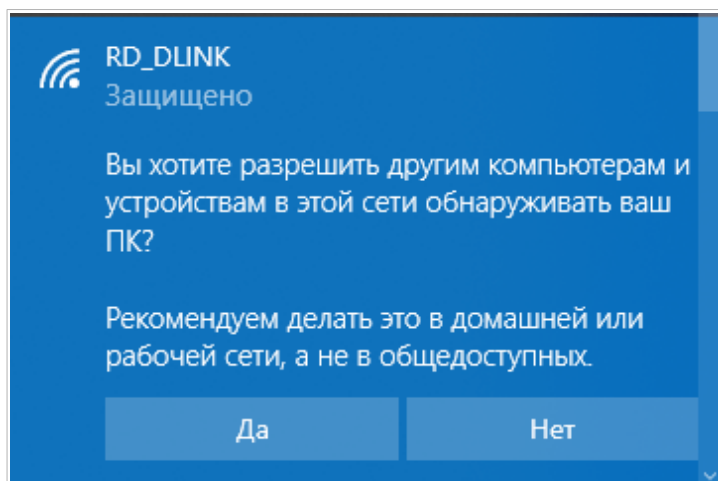 RD_DLINK
Защищено
Вы хотите разрешить другим компьютерам и
устройствам в этой сети обнаруживать ваш
ПК?
Рекомендуем делать это в домашней или
рабочей сети, а не в общедоступных.
Да
Нет